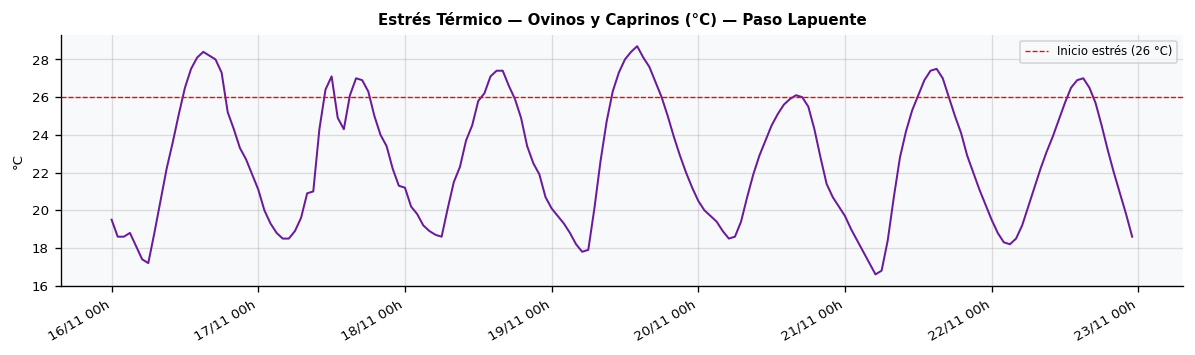 Estrés Térmico — Ovinos y Caprinos (°C) — Paso Lapuente
Inicio estrés (26 °C)
°C
28
26
24
22
20
18
16
16/11 00h
17/11 00h
18/11 00h
19/11 00h
20/11 00h
21/11 00h
22/11 00h
23/11 00h